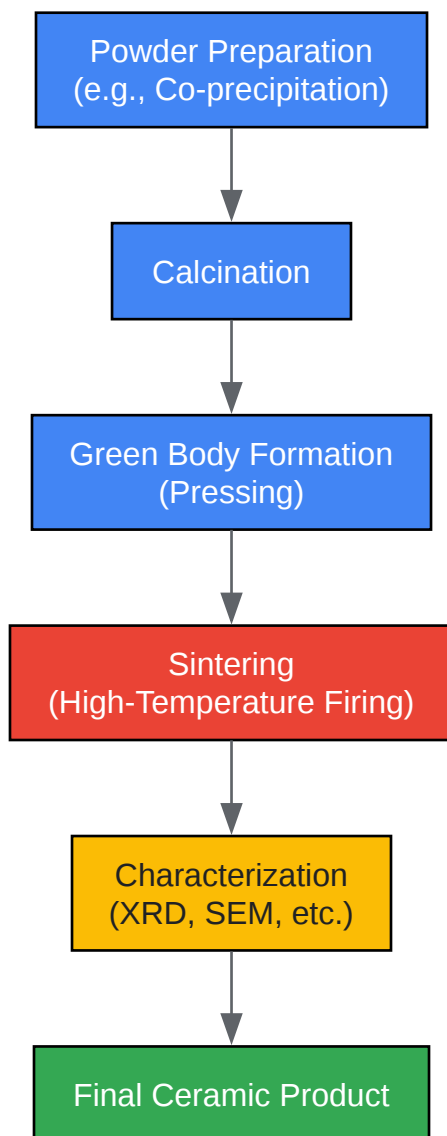 Powder Preparation
(e.g., Co-precipitation)
Calcination
Green Body Formation
(Pressing)
Sintering
(High-Temperature Firing)
Characterization
(XRD, SEM, etc.)
Final Ceramic Product